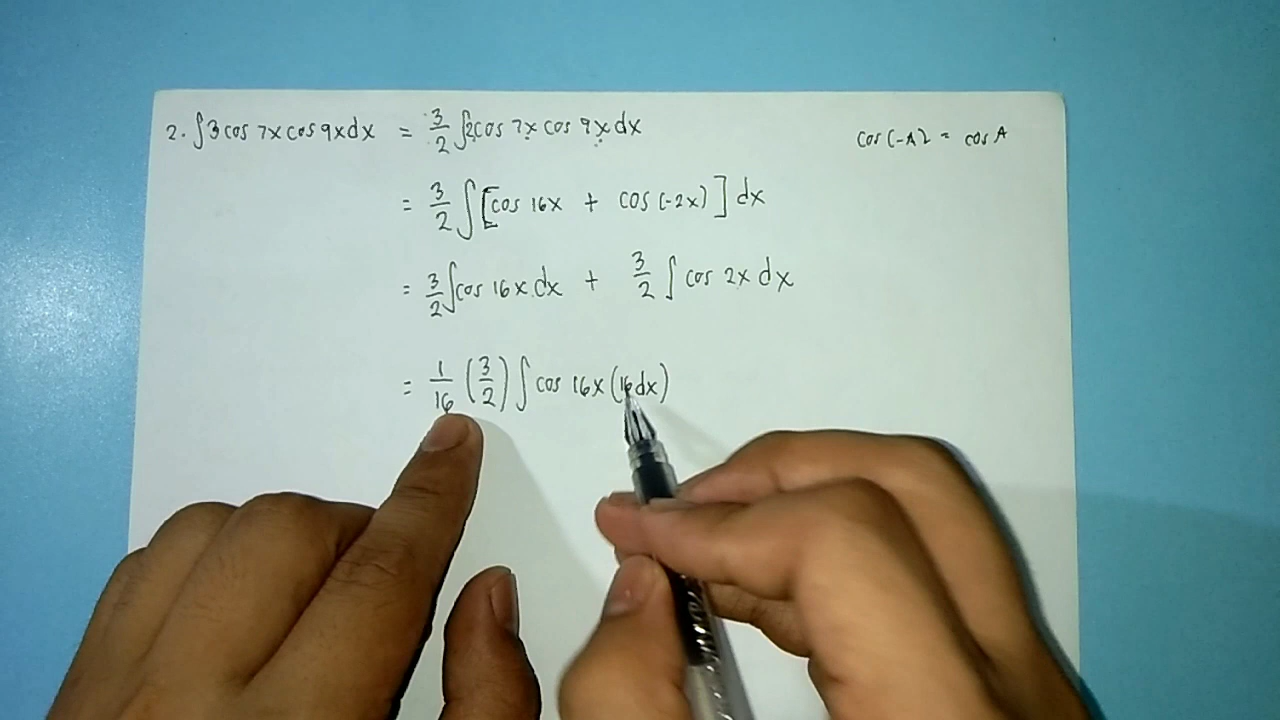 2. ∫3 cos 7x cos 9x dx = 3/2 ∫2cos 7x cos 9x dx
cos(-A) = cos A
= 3/2 ∫[cos 16x + cos (-2x)] dx
= 3/2 ∫cos 16x dx + 3/2 ∫ cos 2x dx
= 1/16 (3/2) ∫ cos 16x (16dx)